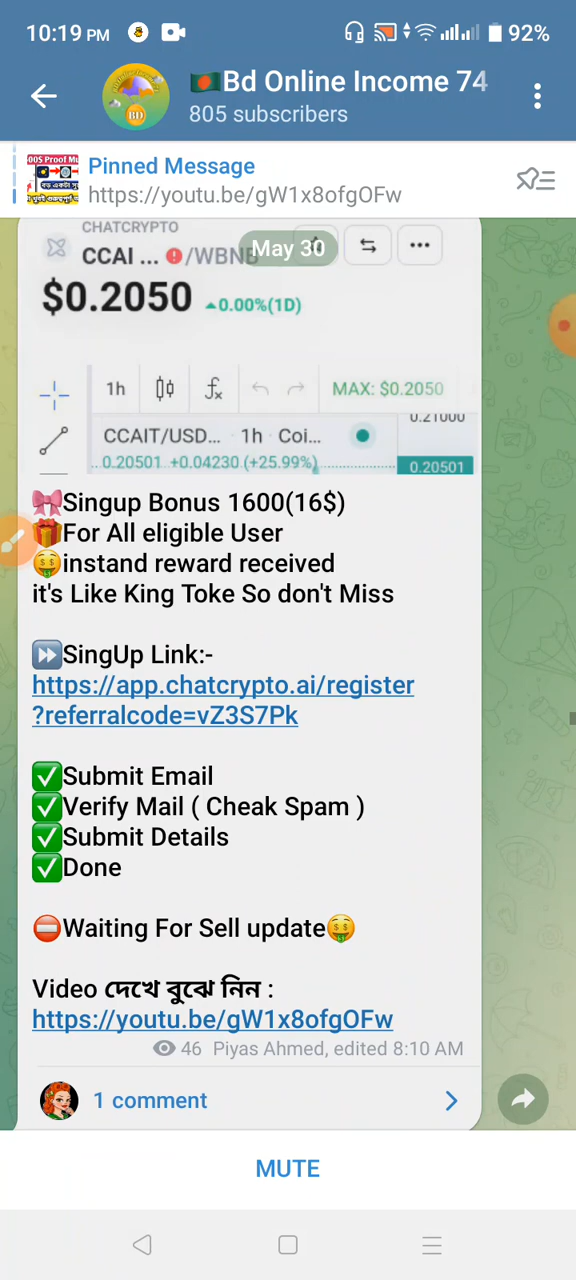 10:19 PM
92%
🇧🇩Bd Online Income 74
805 subscribers
Pinned Message
https://youtu.be/gW1x8ofgOFw
CHATCRYPTO
CCAI ... /WBNB
May 30
$0.2050 0.00%(1D)
1h
MAX: $0.2050
0.21000
CCAIT/USD... · 1h · Coi...
0.20501 +0.04230 (+25.99%)
0.20501
🎀Singup Bonus 1600(16$)
🎁For All eligible User
🤑instand reward received
it's Like King Toke So don't Miss
⏩SingUp Link:-
https://app.chatcrypto.ai/register
?referralcode=vZ3S7Pk
✅Submit Email
✅Verify Mail ( Cheak Spam )
✅Submit Details
✅Done
⛔Waiting For Sell update🤑
Video দেখে বুঝে নিন :
https://youtu.be/gW1x8ofgOFw
46 Piyas Ahmed, edited 8:10 AM
1 comment
MUTE